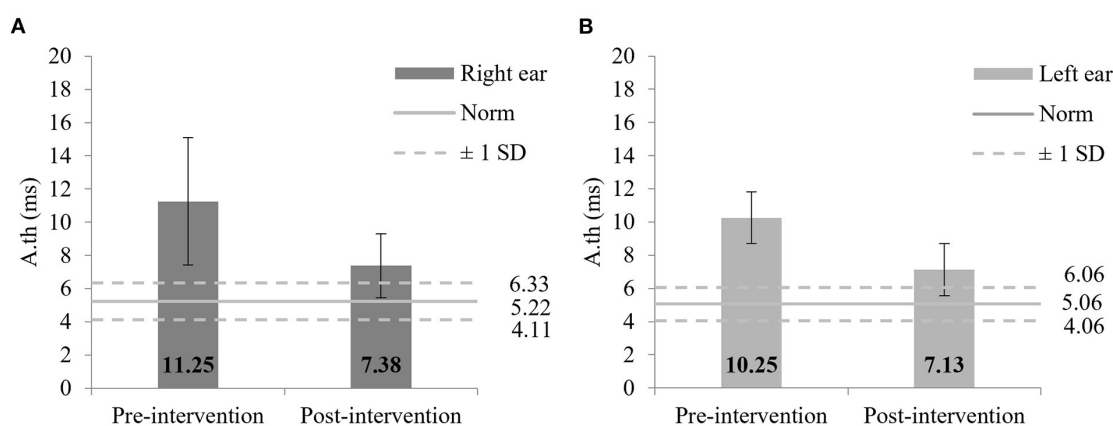 A
A.th (ms)
20
18
16
14
12
10
8
6
4
2
0
Right ear
Norm
± 1 SD
6.33
5.22
4.11
11.25
7.38
Pre-intervention
Post-intervention
B
A.th (ms)
20
18
16
14
12
10
8
6
4
2
0
Left ear
Norm
± 1 SD
6.06
5.06
4.06
10.25
7.13
Pre-intervention
Post-intervention